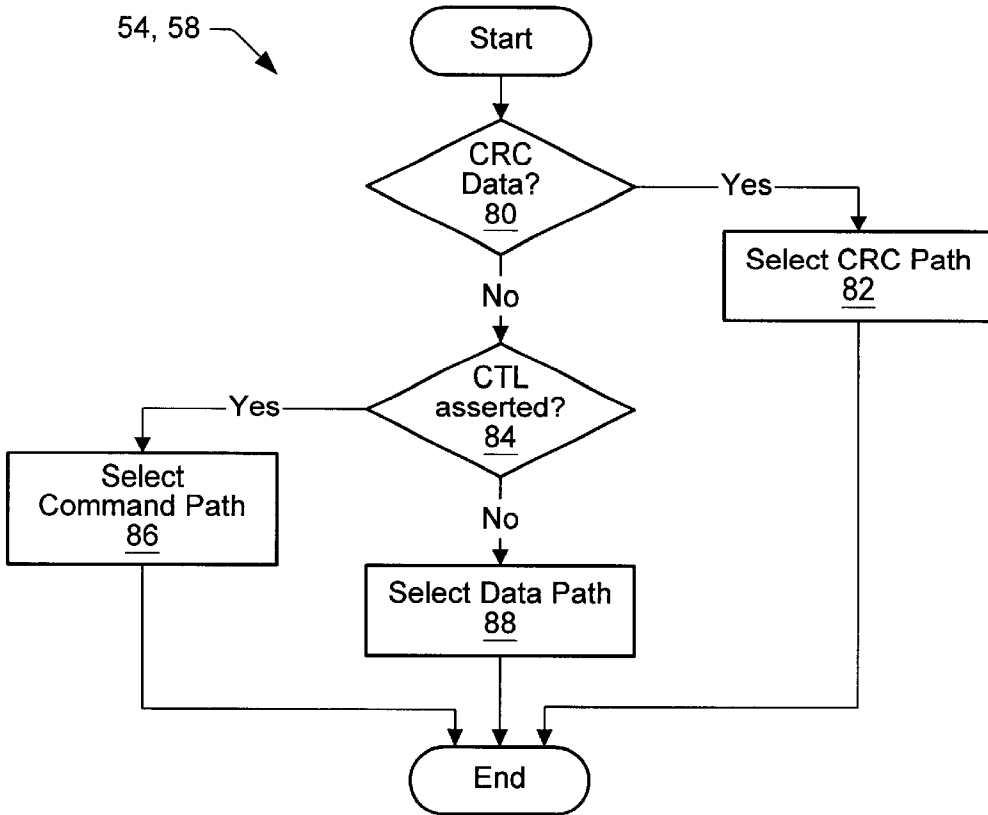 54, 58
Start
CRC
Data?
80
Yes
Select CRC Path
82
No
CTL
asserted?
84
Yes
Select
Command Path
86
No
Select Data Path
88
End